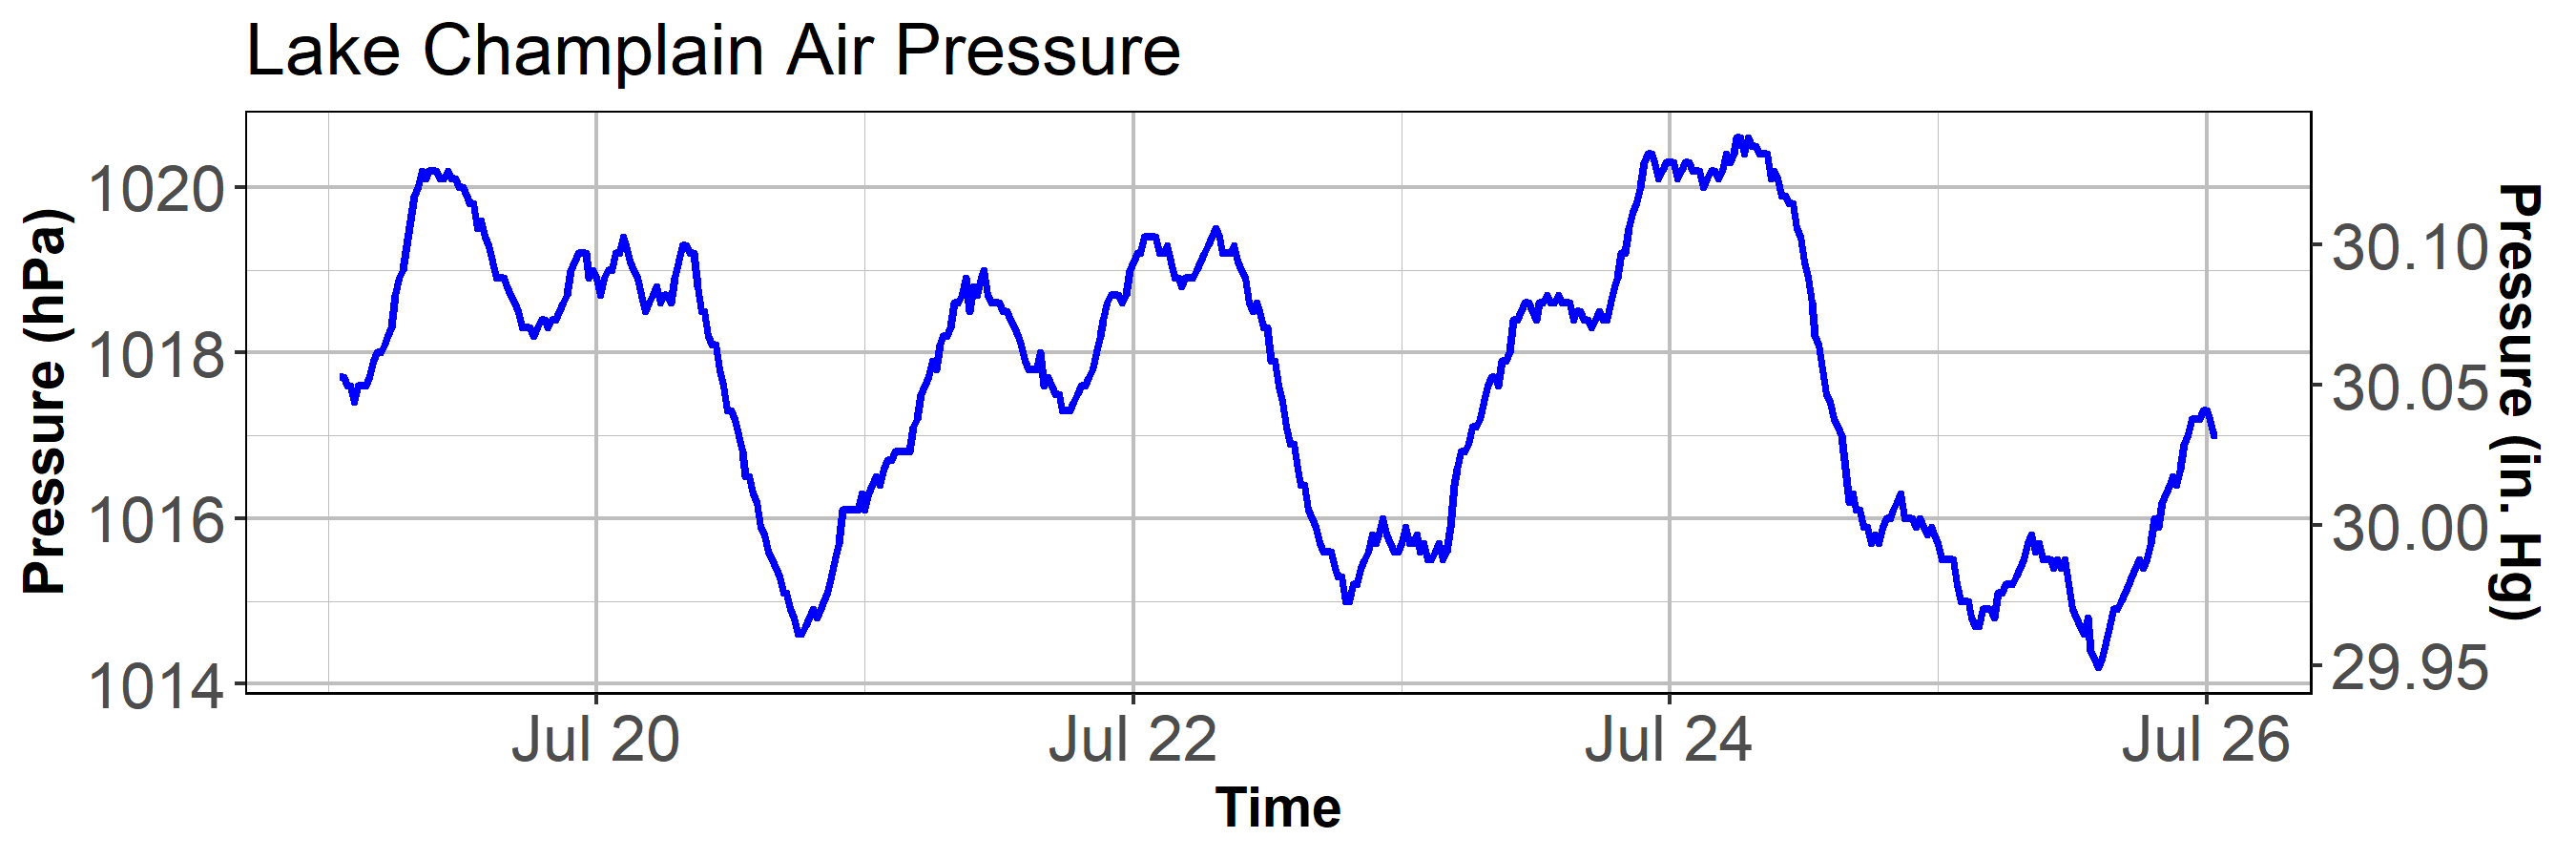 Lake Champlain Air Pressure
Pressure (hPa)
1020
1018
1016
1014
30.10
30.05
30.00
29.95
Pressure (in. Hg)
Jul 20 Jul 22 Jul 24 Jul 26
Time